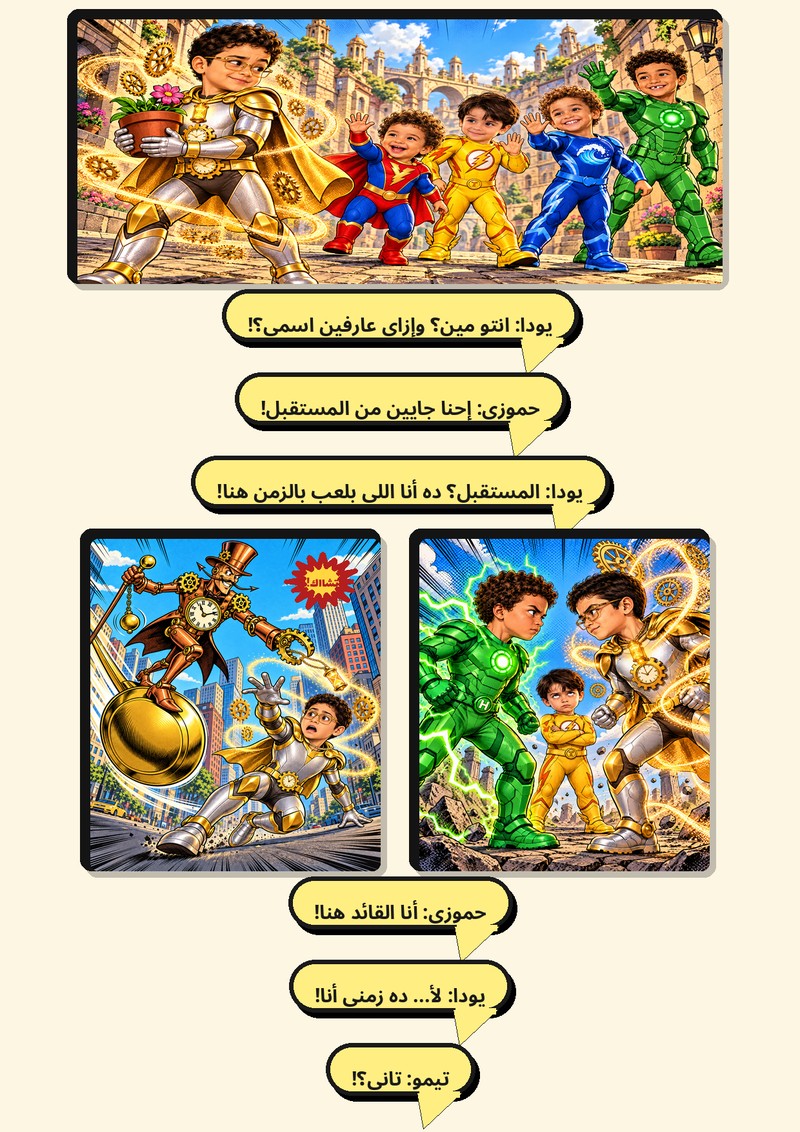 يودا: انتو مين؟ وإزاى عارفين اسمى؟!
حموزى: إحنا جايين من المستقبل!
يودا: المستقبل؟ ده أنا اللى بلعب بالزمن هنا!
تشااك!
H
حموزى: أنا القائد هنا!
يودا: لأ... ده زمنى أنا!
تيمو: تانى؟!